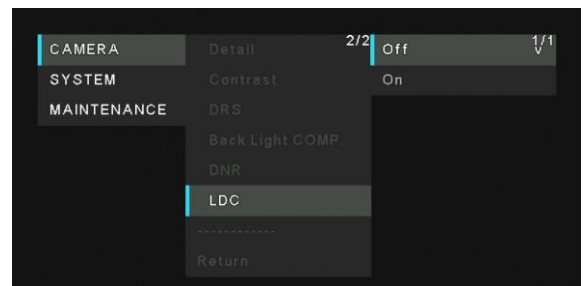 CAMERA
SYSTEM
MAINTENANCE
2/2
Detail
Contrast
DRS
Back Light COMP.
DNR
LDC
------------
Return
1/1
Off
On